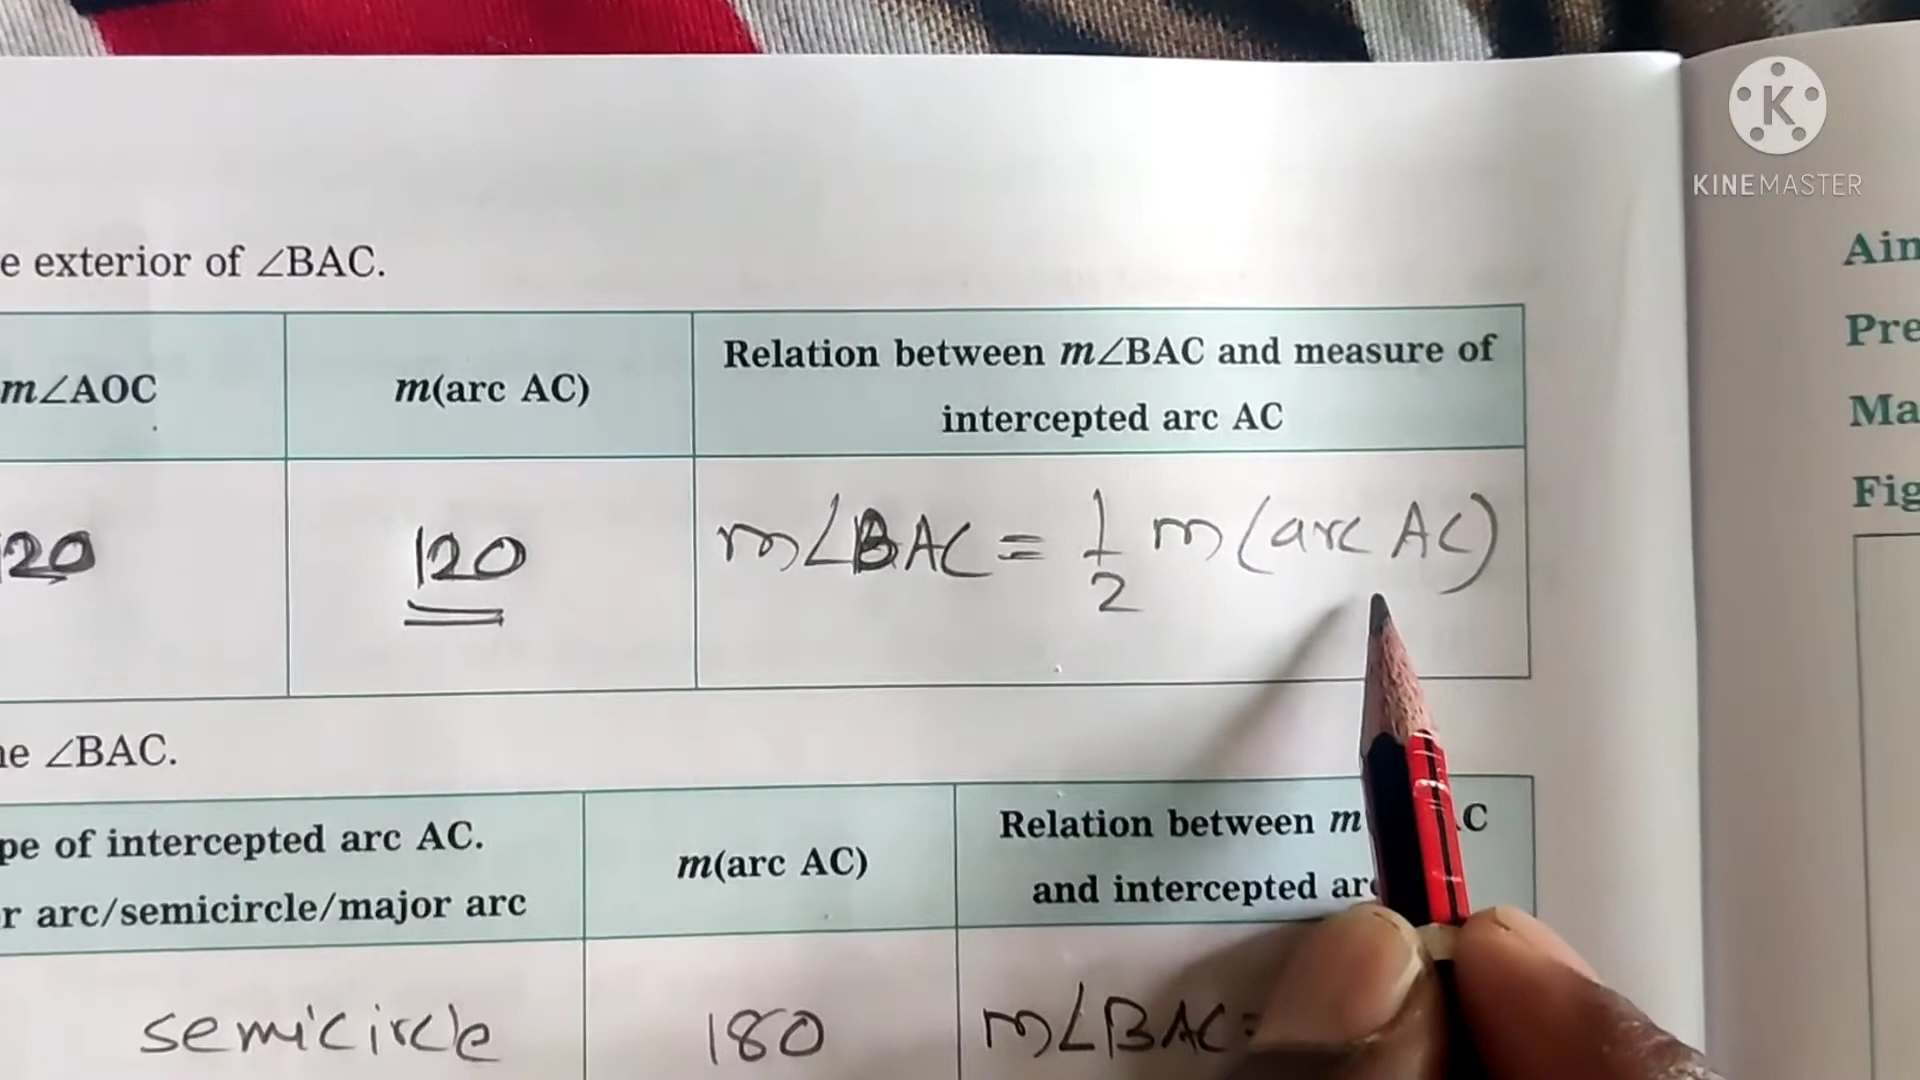 KINEMASTER
e exterior of ∠BAC.
m∠AOC
m(arc AC)
Relation between m∠BAC and measure of
intercepted arc AC
120
120
m∠BAC = 1/2 m(arc AC)
∠BAC.
pe of intercepted arc AC.
r arc/semicircle/major arc
m(arc AC)
Relation between m C
and intercepted arc
semicircle
180
m∠BAC=
Ain
Pre
Ma
Fig